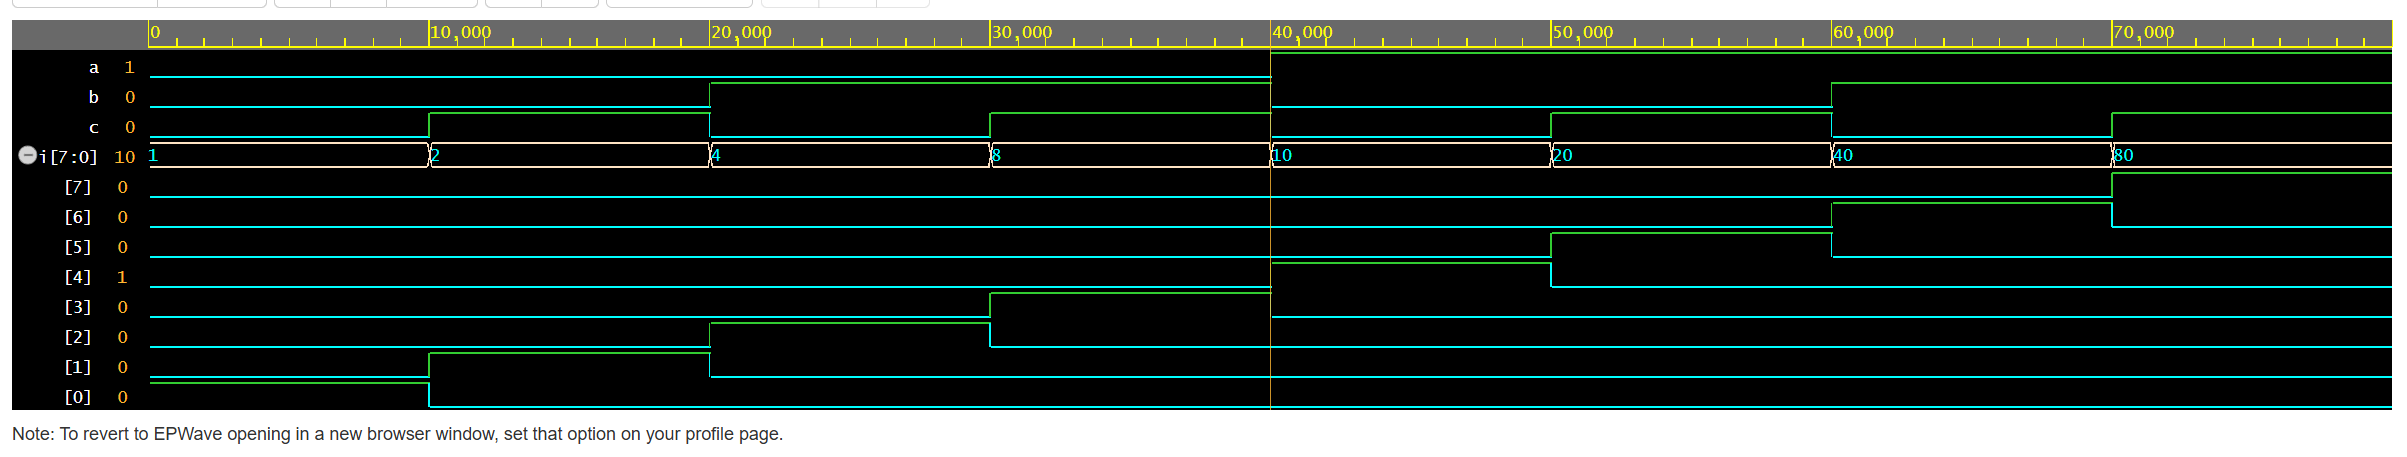 0 10,000 20,000 30,000 40,000 50,000 60,000 70,000
a 1
b 0
c 0
i[7:0] 10 1 2 4 8 10 20 40 80
[7] 0
[6] 0
[5] 0
[4] 1
[3] 0
[2] 0
[1] 0
[0] 0
Note: To revert to EPWave opening in a new browser window, set that option on your profile page.